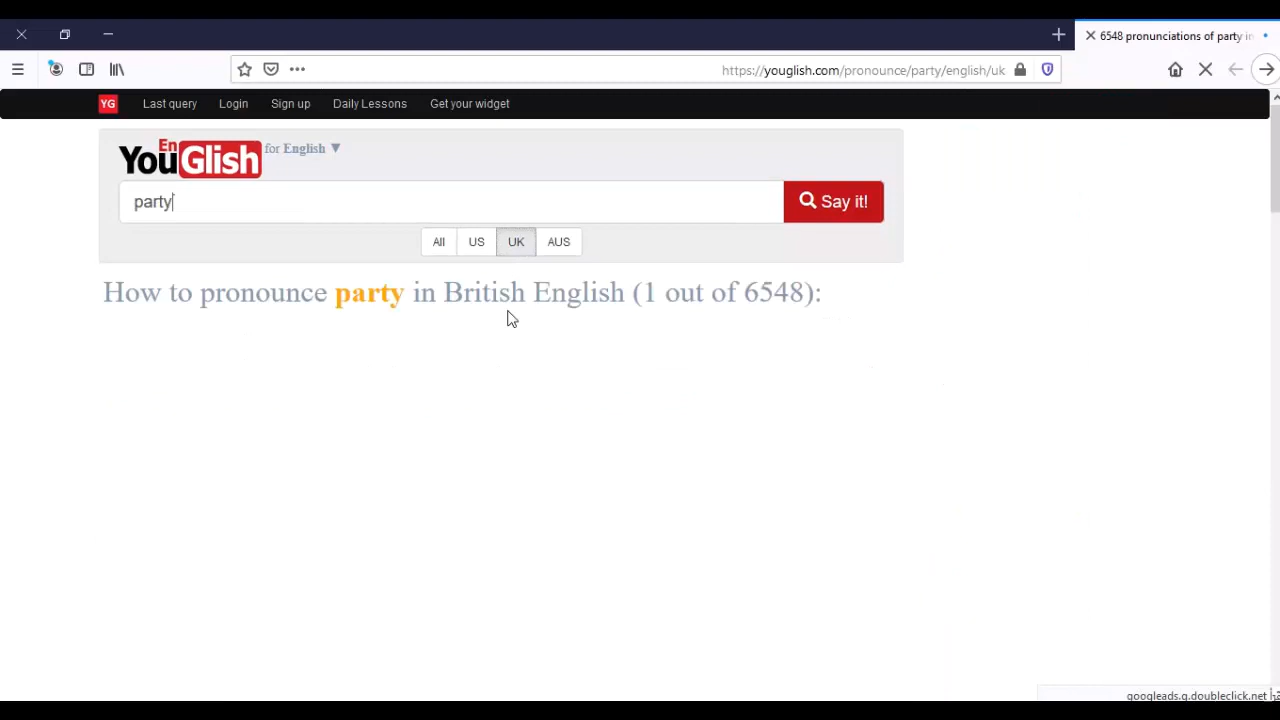 6548 pronunciations of party in
https://youglish.com/pronounce/party/english/uk
YG Last query Login Sign up Daily Lessons Get your widget
En
YouGlish for English ▼
party Say it!
All US UK AUS
How to pronounce party in British English (1 out of 6548):
googleads.g.doubleclick.net